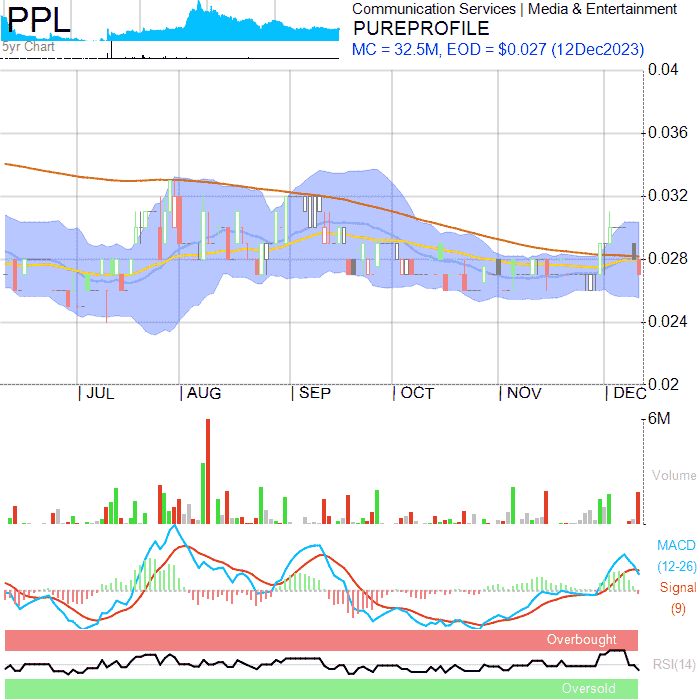 PPL
5yr Chart
Communication Services | Media & Entertainment
PUREPROFILE
MC = 32.5M, EOD = $0.027 (12Dec2023)
0.04
0.036
0.032
0.028
0.024
0.02
JUL
AUG
SEP
OCT
NOV
DEC
6M
Volume
MACD
(12-26)
Signal
(9)
Overbought
RSI(14)
Oversold